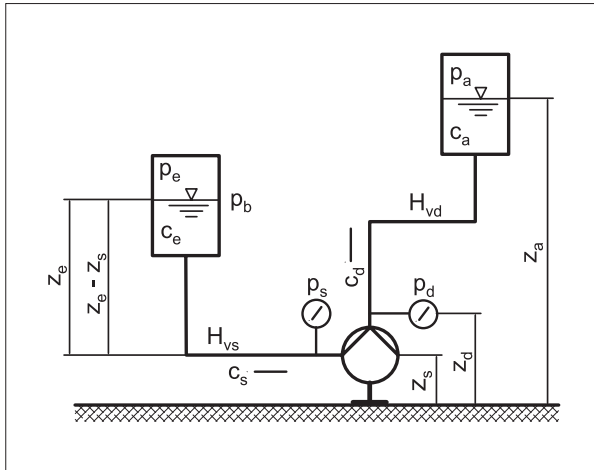 p_a
c_a
p_e
p_b
c_e
H_vd
z_a
z_e
z_e - z_s
c_d
p_s
p_d
H_vs
c_s
z_s
z_d